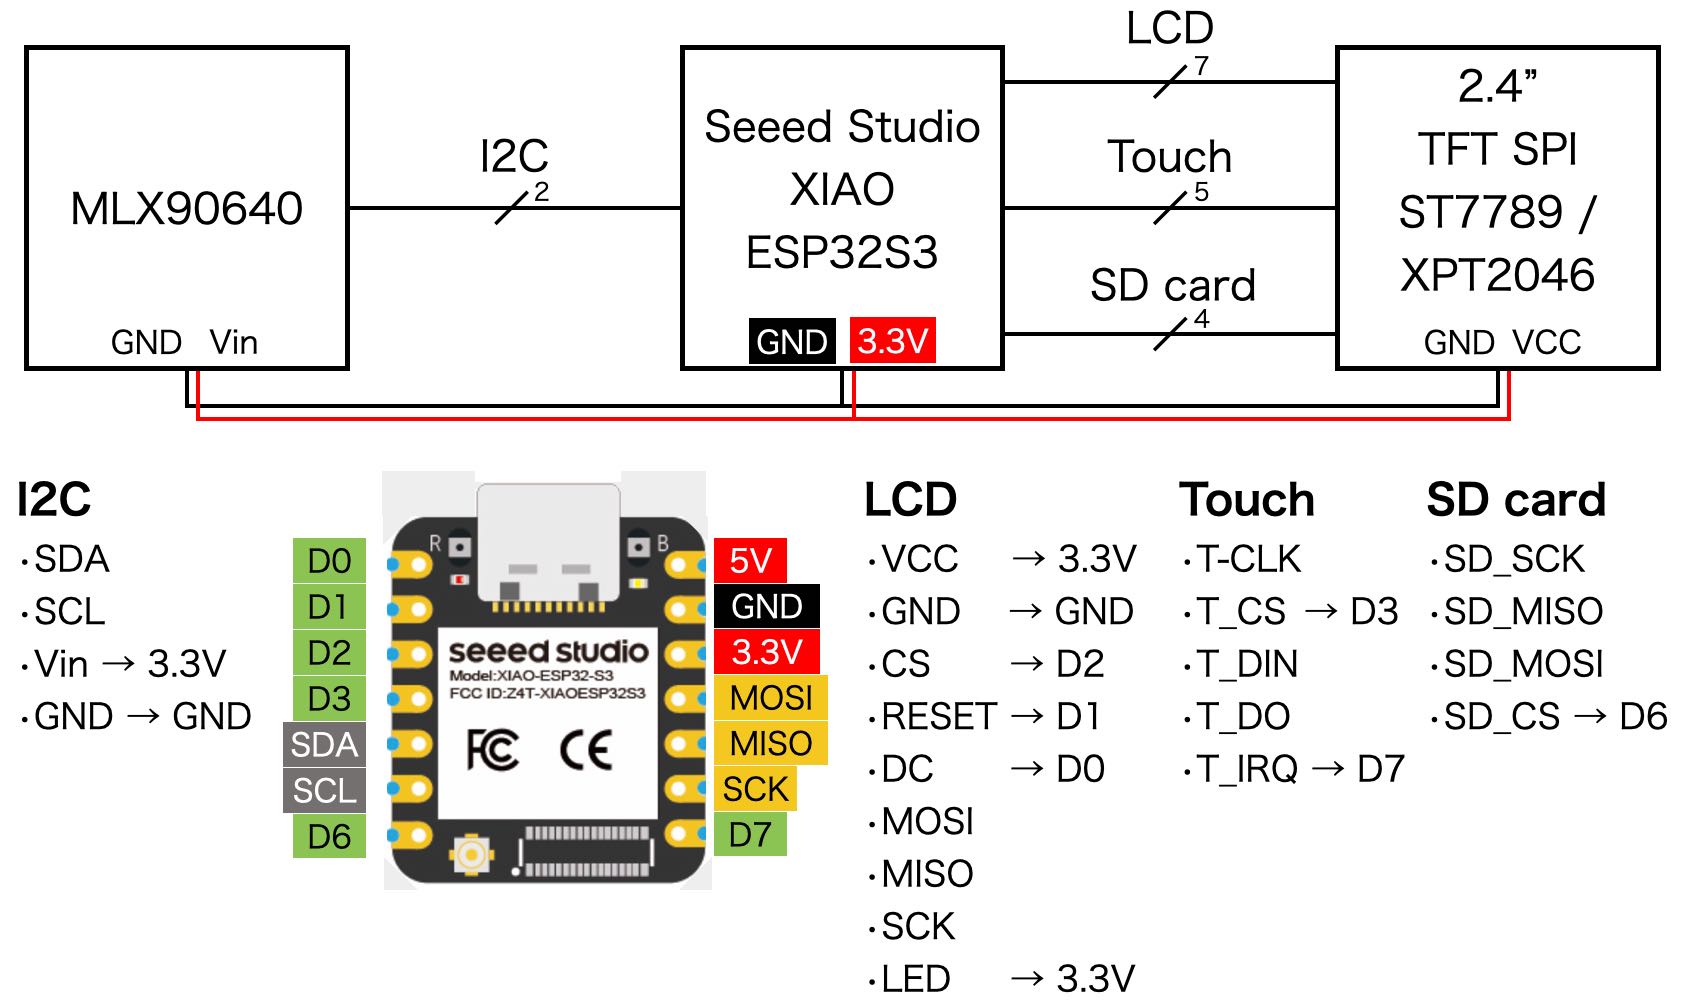 LCD
7
I2C
2
MLX90640
GND Vin
Seeed Studio
XIAO
ESP32S3
GND 3.3V
Touch
5
SD card
4
2.4”
TFT SPI
ST7789 /
XPT2046
GND VCC
I2C
・SDA
・SCL
・Vin → 3.3V
・GND → GND
D0
D1
D2
D3
SDA
SCL
D6
R
B
seeed studio
Model:XIAO-ESP32-S3
FCC ID:Z4T-XIAOESP32S3
FC CE
5V
GND
3.3V
MOSI
MISO
SCK
D7
LCD
・VCC → 3.3V
・GND → GND
・CS → D2
・RESET → D1
・DC → D0
・MOSI
・MISO
・SCK
・LED → 3.3V
Touch
・T-CLK
・T_CS → D3
・T_DIN
・T_DO
・T_IRQ → D7
SD card
・SD_SCK
・SD_MISO
・SD_MOSI
・SD_CS → D6